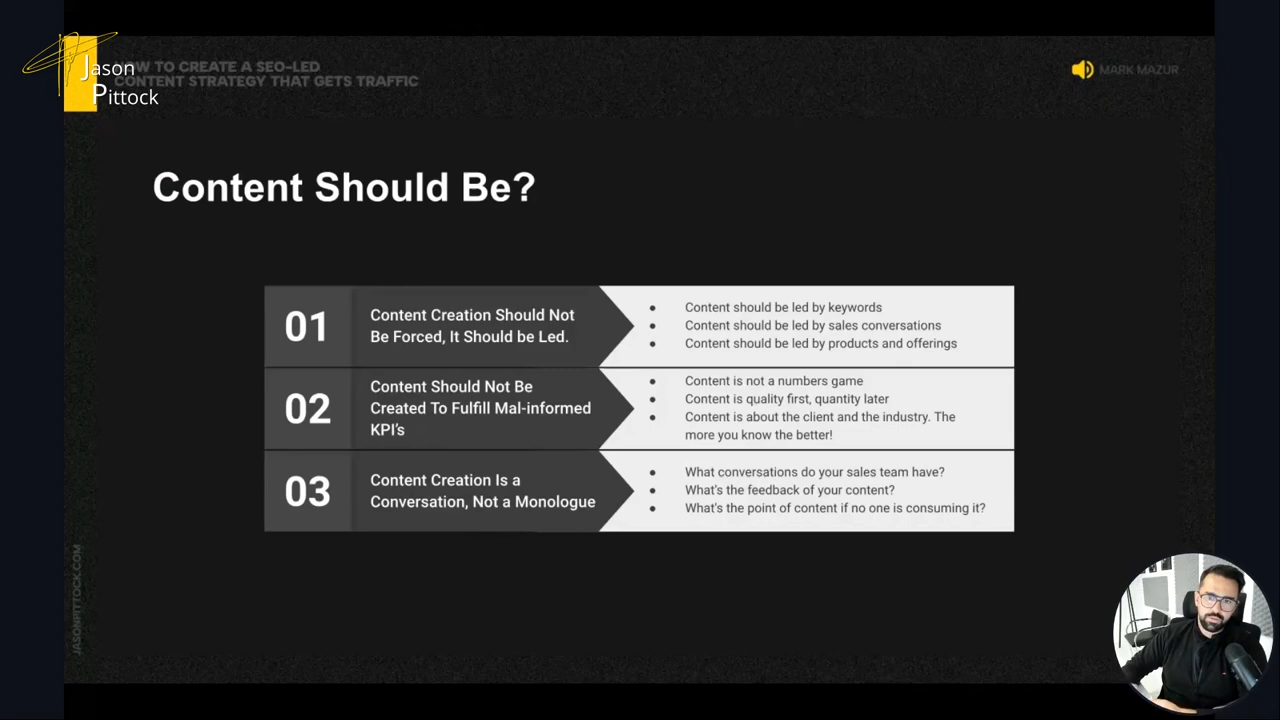 HOW TO CREATE A SEO-LED
CONTENT STRATEGY THAT GETS TRAFFIC
Jason
Pittock
MARK MAZUR
Content Should Be?
01
Content Creation Should Not
Be Forced, It Should be Led.
● Content should be led by keywords
● Content should be led by sales conversations
● Content should be led by products and offerings
02
Content Should Not Be
Created To Fulfill Mal-informed
KPI's
● Content is not a numbers game
● Content is quality first, quantity later
● Content is about the client and the industry. The
more you know the better!
03
Content Creation Is a
Conversation, Not a Monologue
● What conversations do your sales team have?
● What's the feedback of your content?
● What's the point of content if no one is consuming it?
JASONPITTOCK.COM